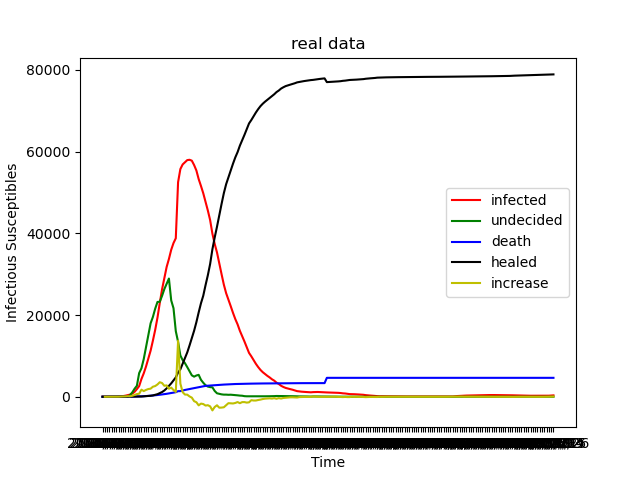 real data
80000
60000
40000
20000
0
Infectious Susceptibles
infected
undecided
death
healed
increase
Time